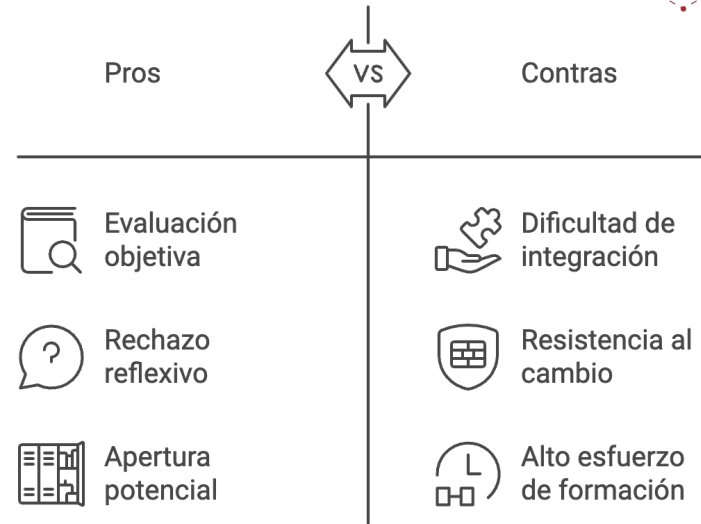 Pros
VS
Contras
Evaluación
objetiva
Dificultad de
integración
Rechazo
reflexivo
Resistencia al
cambio
Apertura
potencial
Alto esfuerzo
de formación